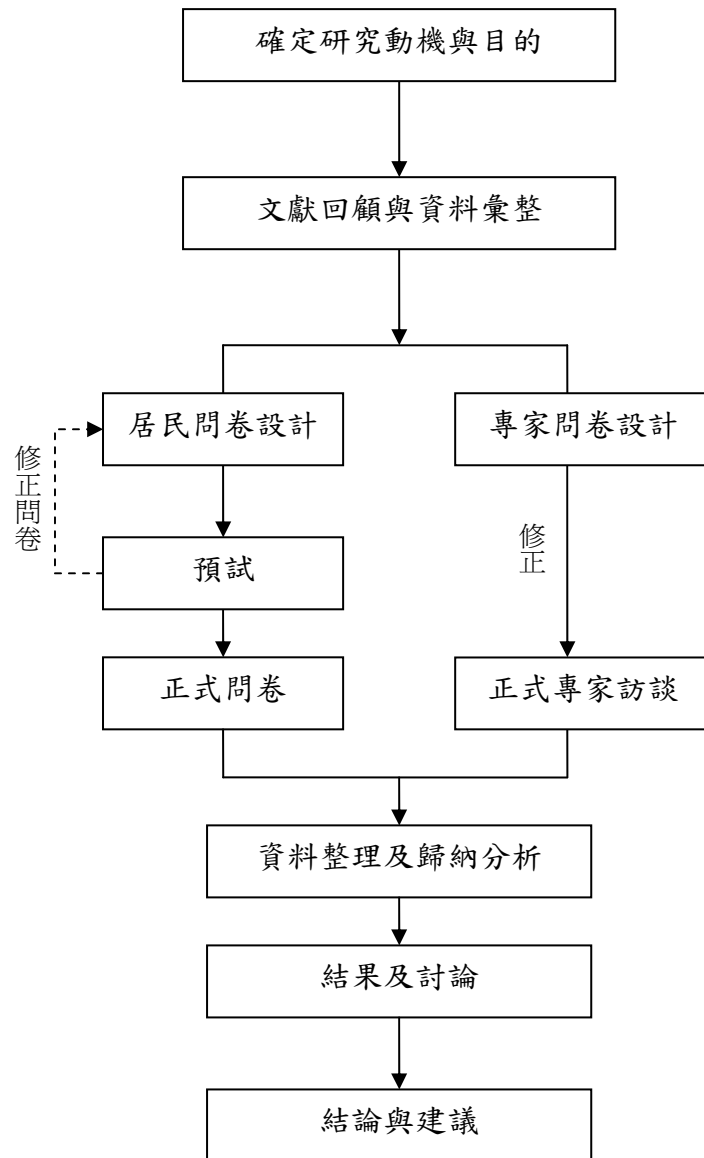 確定研究動機與目的
文獻回顧與資料彙整
居民問卷設計
專家問卷設計
修正問卷
修正
預試
正式問卷
正式專家訪談
資料整理及歸納分析
結果及討論
結論與建議